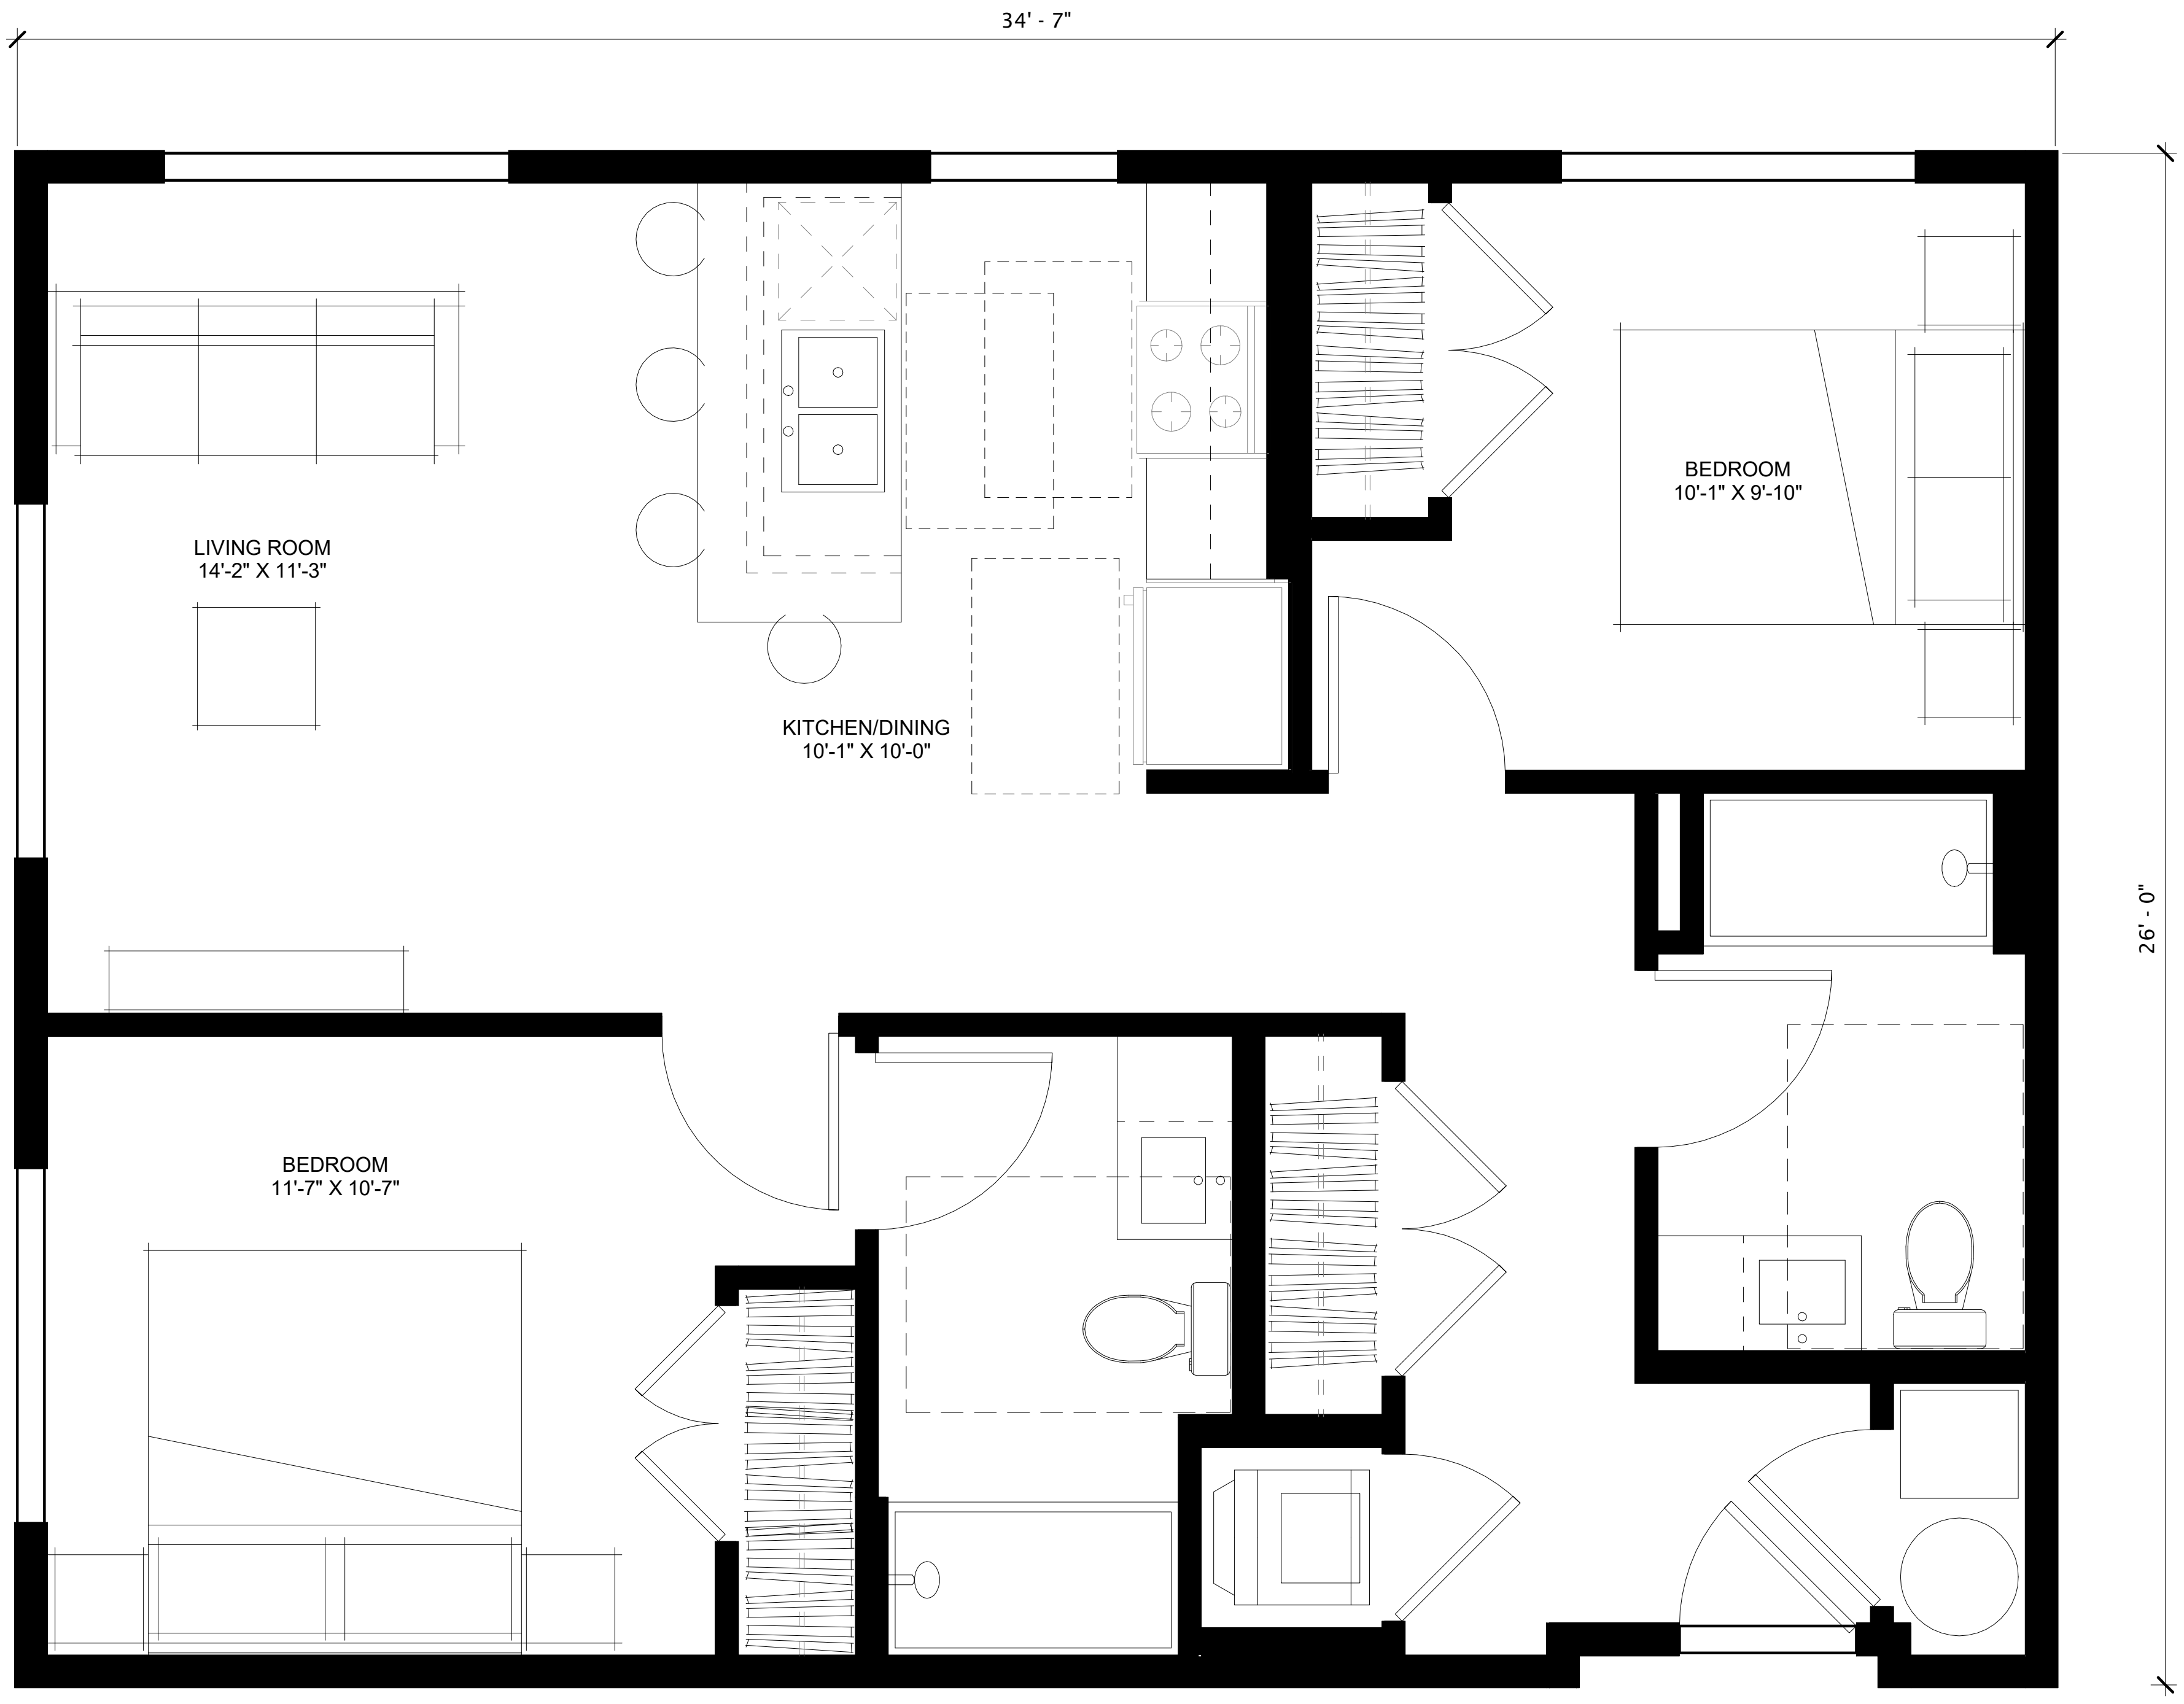 34' - 7"
BEDROOM
10'-1" X 9'-10"
LIVING ROOM
14'-2" X 11'-3"
KITCHEN/DINING
10'-1" X 10'-0"
26' - 0"
BEDROOM
11'-7" X 10'-7"